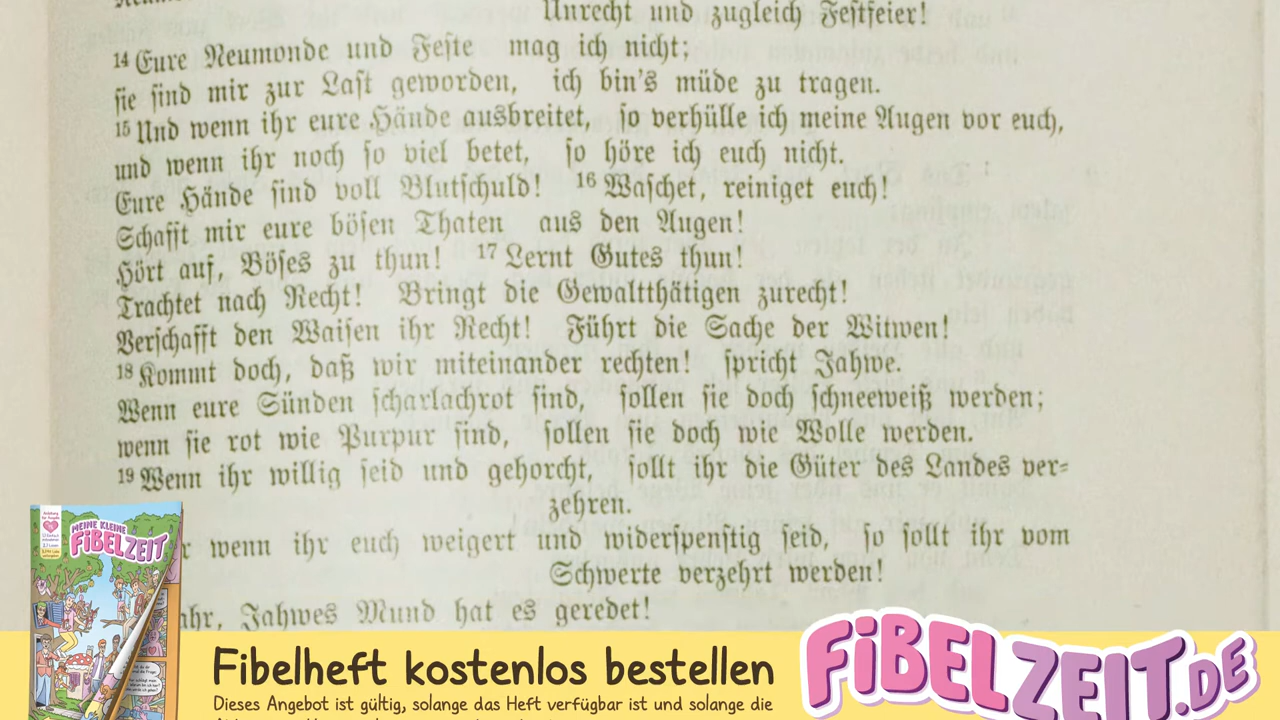 Unrecht und zugleich Festfeier!
14 Eure Neumonde und Feste mag ich nicht;
sie sind mir zur Last geworden, ich bin's müde zu tragen.
15 Und wenn ihr eure Hände ausbreitet, so verhülle ich meine Augen vor euch,
und wenn ihr noch so viel betet, so höre ich euch nicht.
Eure Hände sind voll Blutschuld! 16 Waschet, reiniget euch!
Schafft mir eure bösen Thaten aus den Augen!
Hört auf, Böses zu thun! 17 Lernt Gutes thun!
Trachtet nach Recht! Bringt die Gewaltthätigen zurecht!
Verschafft den Waisen ihr Recht! Führt die Sache der Witwen!
18 Kommt doch, daß wir miteinander rechten! spricht Jahwe.
Wenn eure Sünden scharlachrot sind, sollen sie doch schneeweiß werden;
wenn sie rot wie Purpur sind, sollen sie doch wie Wolle werden.
19 Wenn ihr willig seid und gehorcht, sollt ihr die Güter des Landes ver-
zehren.
wenn ihr euch weigert und widerspenstig seid, so sollt ihr vom
Schwerte verzehrt werden!
Jahwes Mund hat es geredet!
MEINE KLEINE
FIBELZEIT
Fibelheft kostenlos bestellen
Dieses Angebot ist gültig, solange das Heft verfügbar ist und solange die
FIBELZEIT.DE